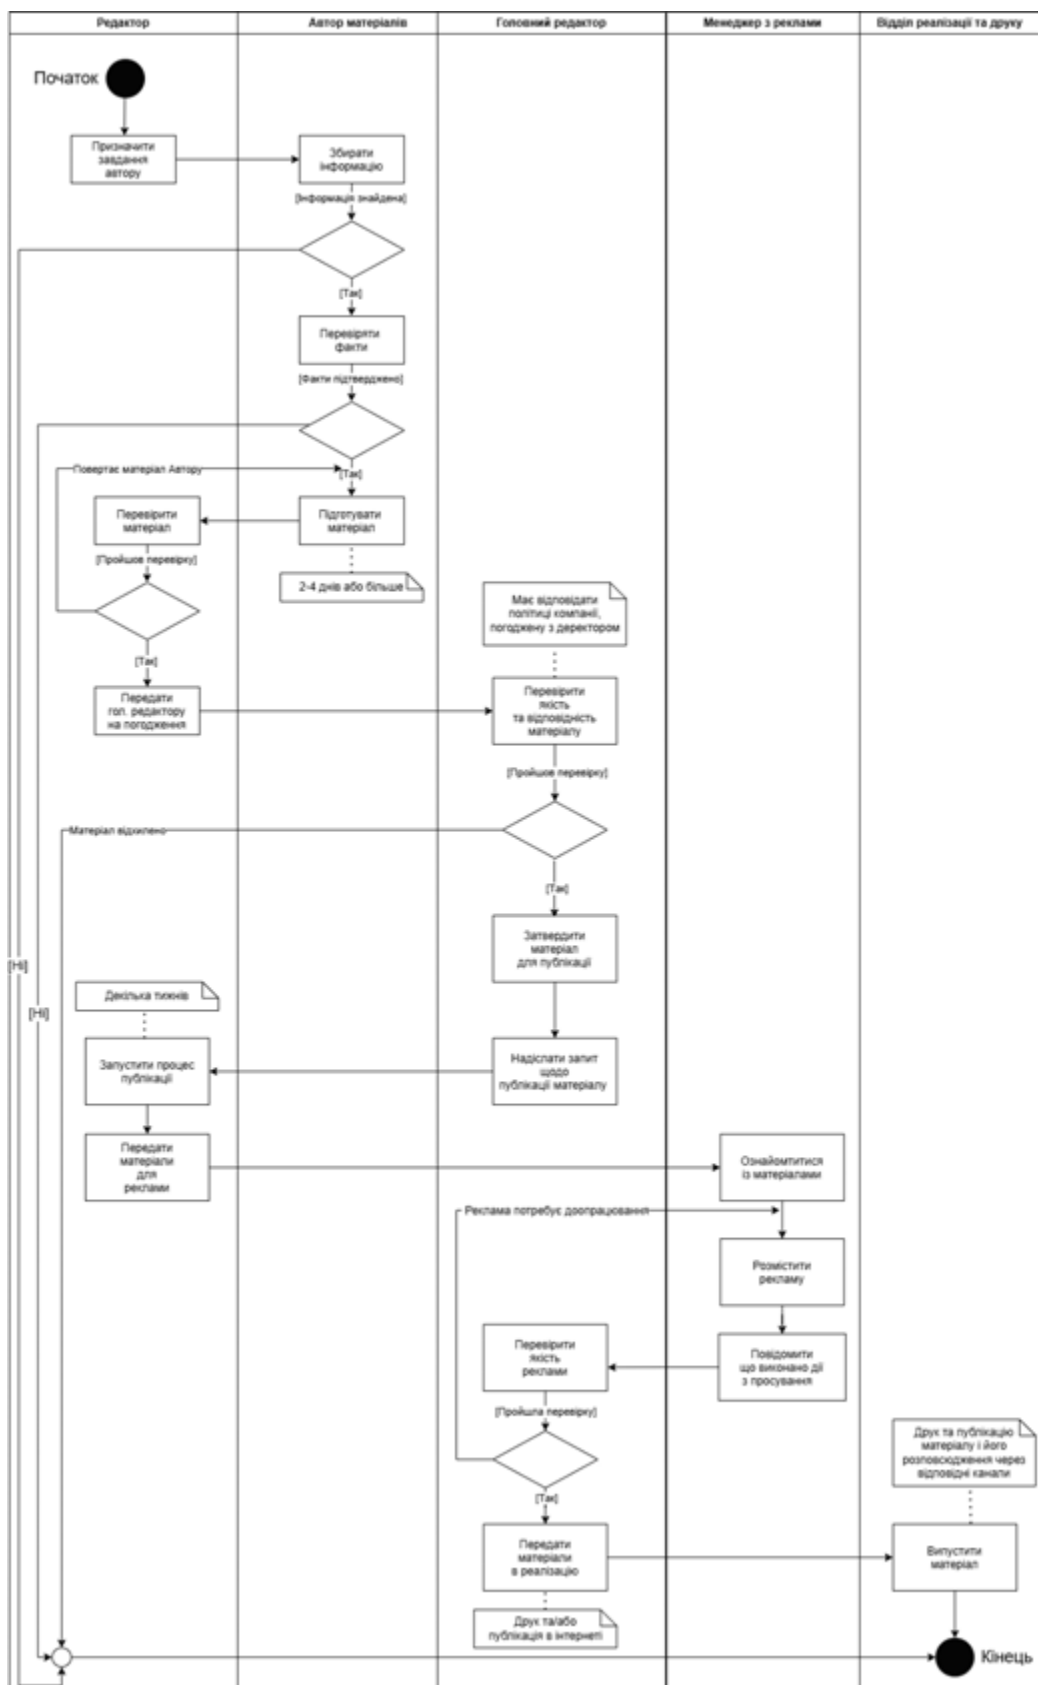 Редактор
Автор матеріалів
Головний редактор
Менеджер з реклами
Відділ реалізації та друку
Початок
Призначити
завдання
автору
Збирати
інформацію
[Інформація знайдена]
[Так]
Перевіряти
факти
[Факти підтверджено]
[Так]
Повертає матеріал Автору
Перевірити
матеріал
Підготувати
матеріал
[Пройшов перевірку]
2-4 днів або більше
Має відповідати
політиці компанії,
погоджену з деректором
[Так]
Передати
гол. редактору
на погодження
Перевірити
якість
та відповідність
матеріалу
[Пройшов перевірку]
Матеріал відхилено
[Так]
Затвердити
матеріал
для публікації
[Ні]
Декілька тижнів
[Ні]
Запустити процес
публікації
Надіслати запит
щодо
публікації матеріалу
Передати
матеріали
для
реклами
Ознайомтитися
із матеріалами
Реклама потребує доопрацювання
Розмістити
рекламу
Перевірити
якість
реклами
Повідомити
що виконано дії
з просування
[Пройшла перевірку]
Друк та публікацію
матеріалу і його
розповсюдження через
відповідні канали
[Так]
Передати
матеріали
в реалізацію
Випустити
матеріал
Друк та/або
публікація в інтернеті
Кінець